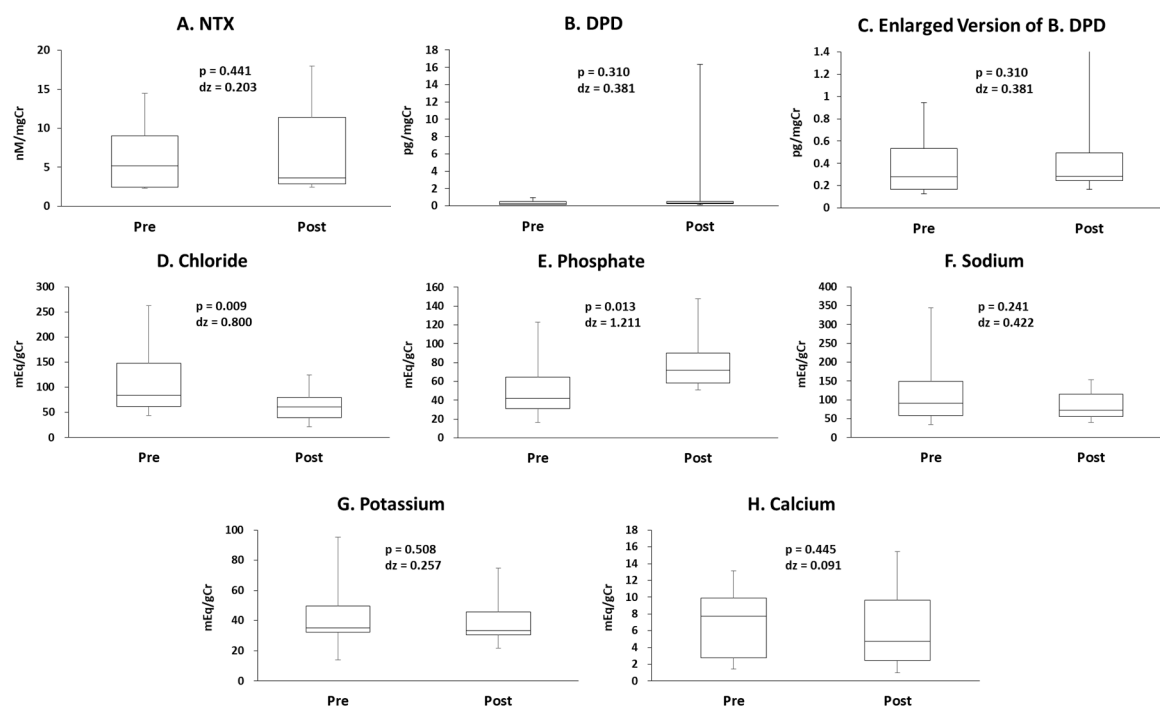 A. NTX
20
15
10
5
0
nM/mgCr
p = 0.441
dz = 0.203
Pre
Post
B. DPD
18
16
14
12
10
8
6
4
2
0
pg/mgCr
p = 0.310
dz = 0.381
Pre
Post
C. Enlarged Version of B. DPD
1.4
1.2
1
0.8
0.6
0.4
0.2
0
pg/mgCr
p = 0.310
dz = 0.381
Pre
Post
D. Chloride
300
250
200
150
100
50
0
mEq/gCr
p = 0.009
dz = 0.800
Pre
Post
E. Phosphate
160
140
120
100
80
60
40
20
0
mEq/gCr
p = 0.013
dz = 1.211
Pre
Post
F. Sodium
400
350
300
250
200
150
100
50
0
mEq/gCr
p = 0.241
dz = 0.422
Pre
Post
G. Potassium
100
80
60
40
20
0
mEq/gCr
p = 0.508
dz = 0.257
Pre
Post
H. Calcium
18
16
14
12
10
8
6
4
2
0
mEq/gCr
p = 0.445
dz = 0.091
Pre
Post